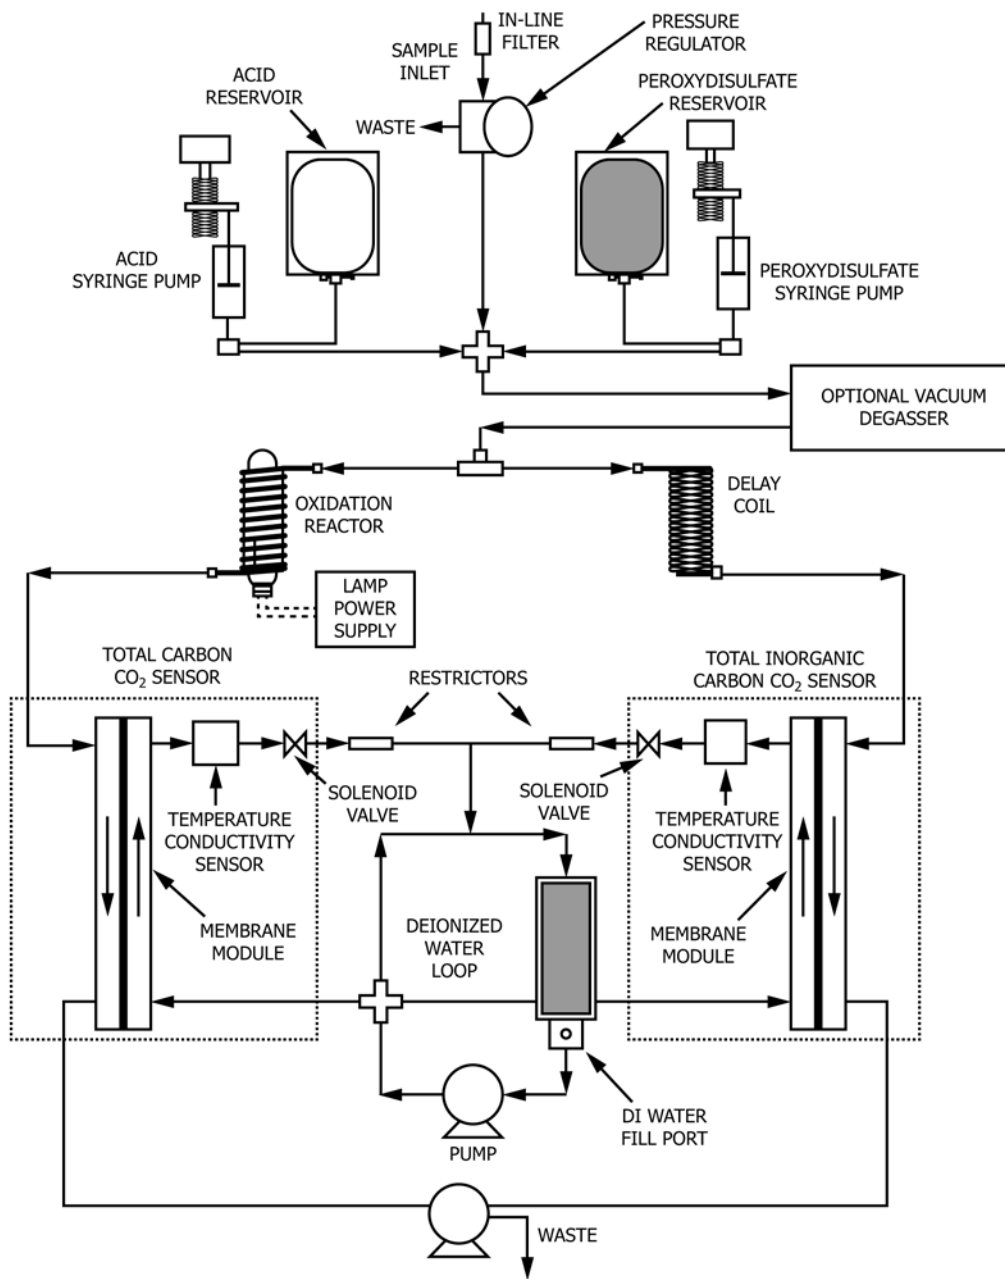 IN-LINE
FILTER
PRESSURE
REGULATOR
SAMPLE
INLET
ACID
RESERVOIR
PEROXYDISULFATE
RESERVOIR
WASTE
ACID
SYRINGE PUMP
PEROXYDISULFATE
SYRINGE PUMP
OPTIONAL VACUUM
DEGASSER
OXIDATION
REACTOR
DELAY
COIL
LAMP
POWER
SUPPLY
TOTAL CARBON
CO₂ SENSOR
RESTRICTORS
TOTAL INORGANIC
CARBON CO₂ SENSOR
SOLENOID
VALVE
SOLENOID
VALVE
TEMPERATURE
CONDUCTIVITY
SENSOR
TEMPERATURE
CONDUCTIVITY
SENSOR
MEMBRANE
MODULE
DEIONIZED
WATER
LOOP
MEMBRANE
MODULE
DI WATER
FILL PORT
PUMP
WASTE